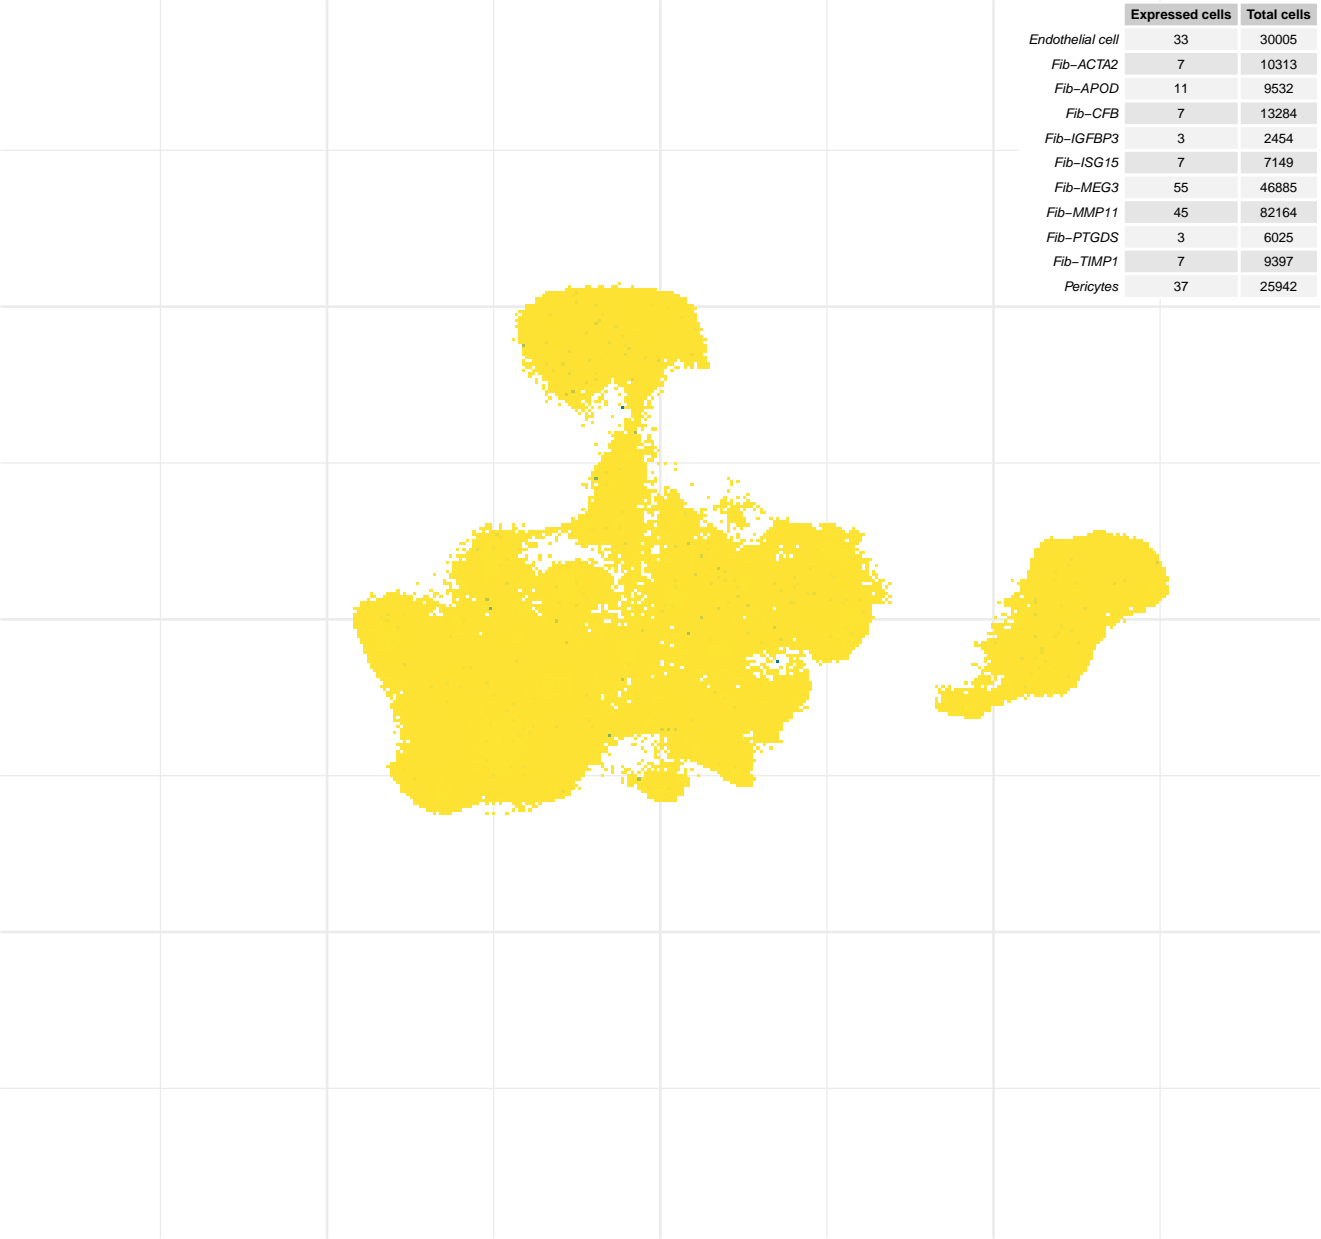 Expressed cells Total cells
Endothelial cell 33 30005
Fib−ACTA2 7 10313
Fib−APOD 11 9532
Fib−CFB 7 13284
Fib−IGFBP3 3 2454
Fib−ISG15 7 7149
Fib−MEG3 55 46885
Fib−MMP11 45 82164
Fib−PTGDS 3 6025
Fib−TIMP1 7 9397
Pericytes 37 25942